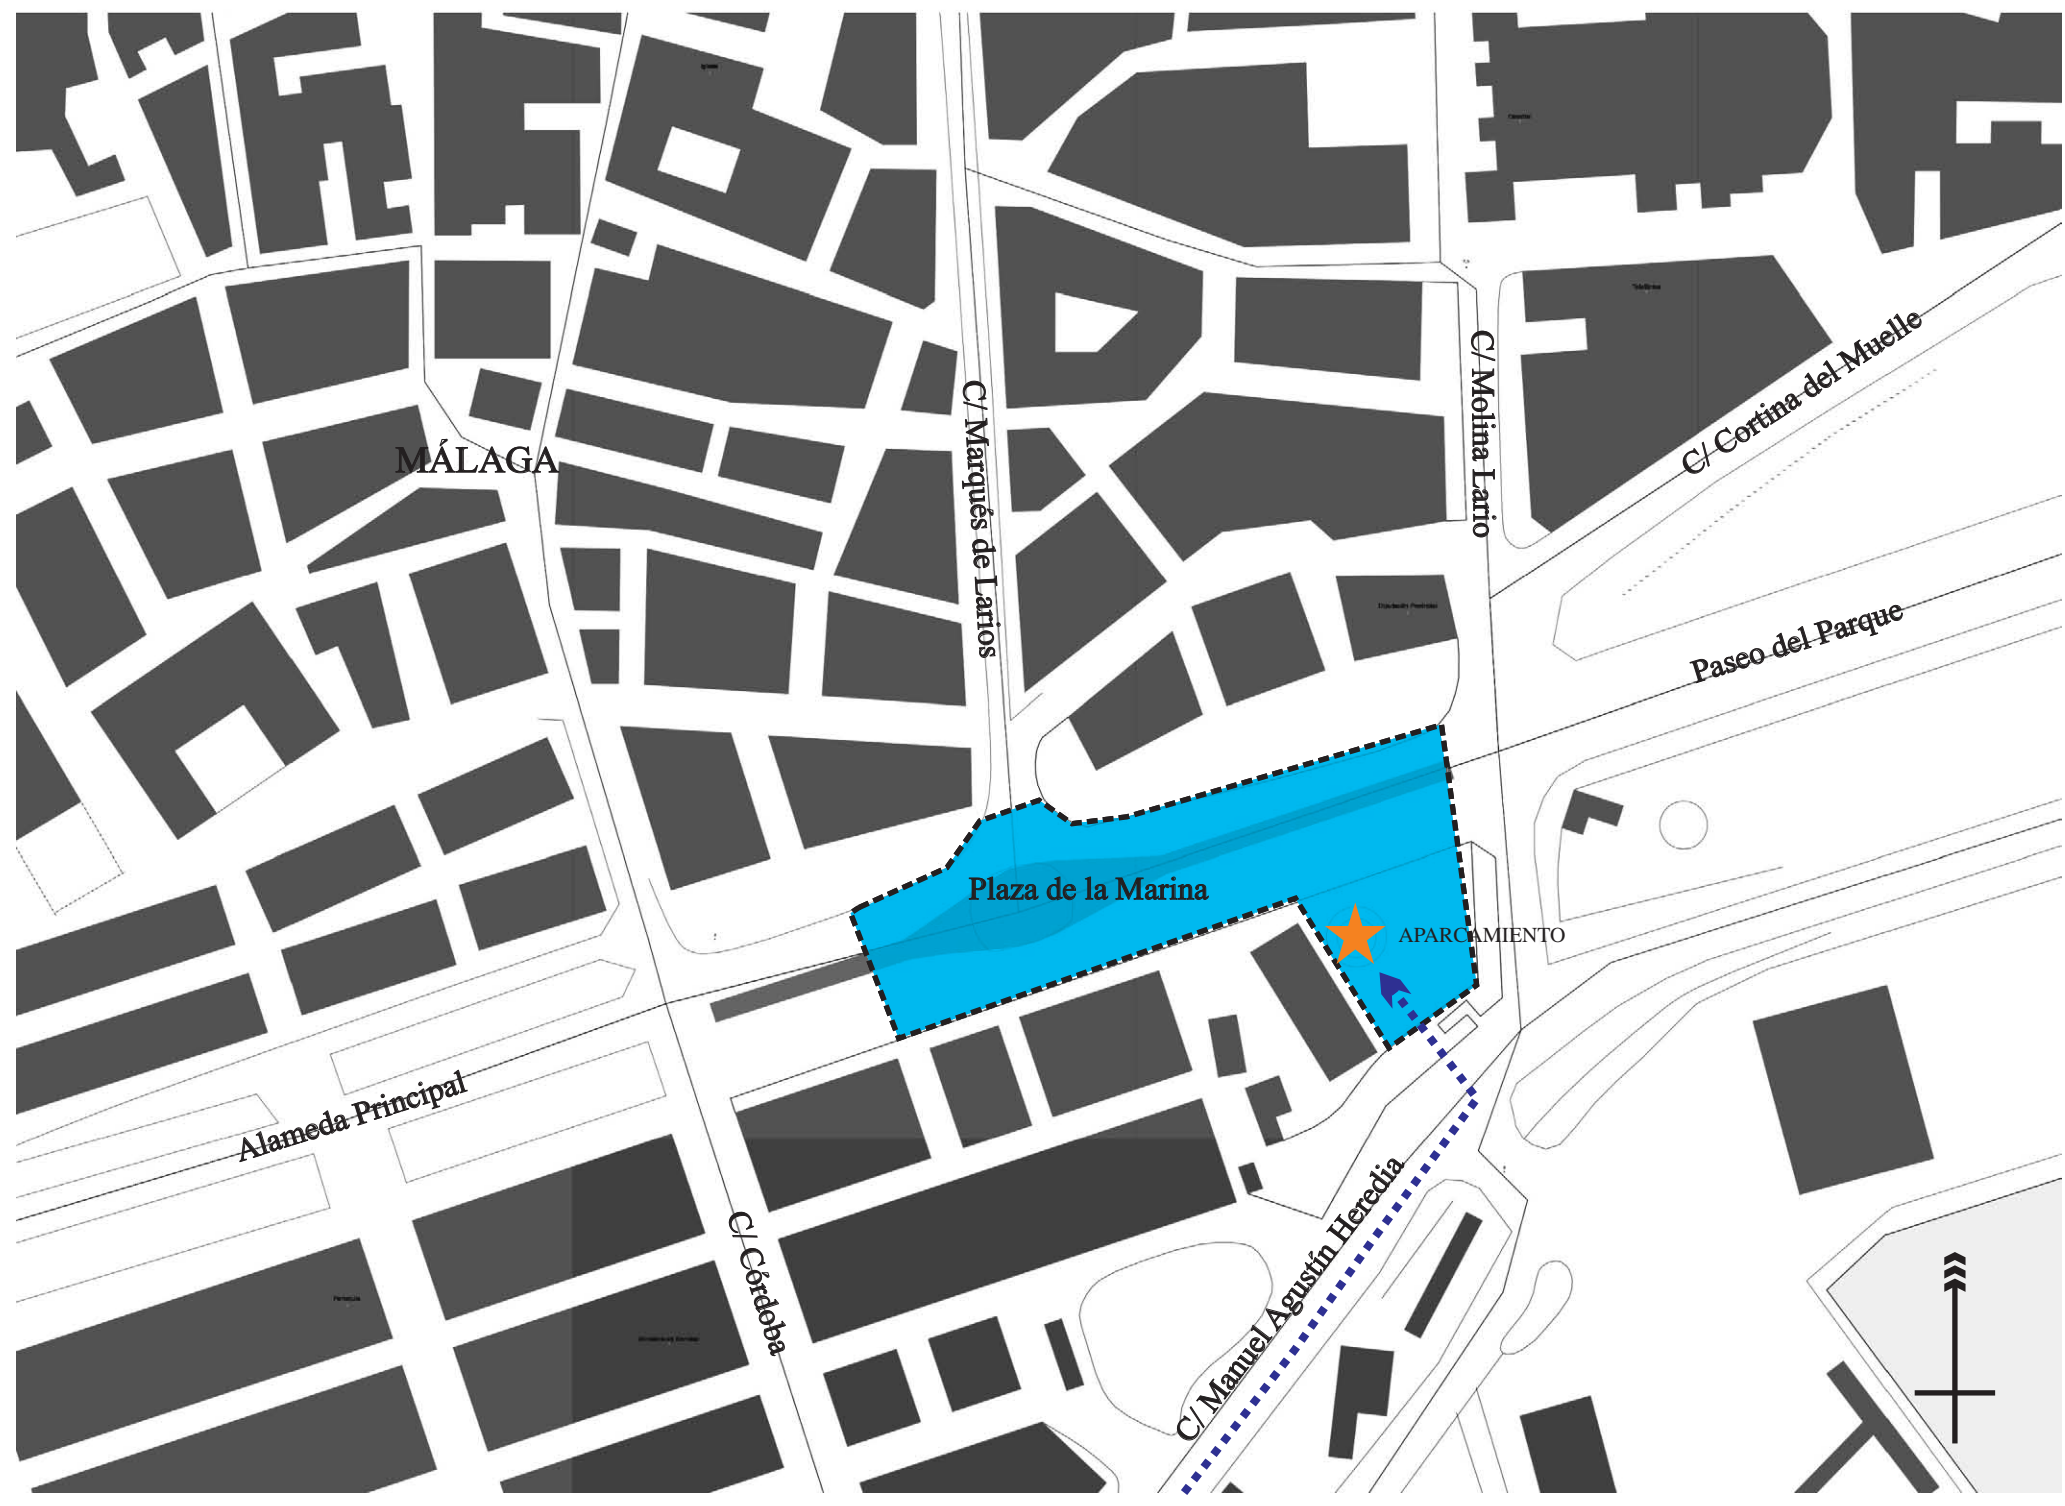 C/ Molina Lario
C/ Cortina del Muelle
C/ Marqués de Larios
MÁLAGA
Paseo del Parque
Plaza de la Marina
APARCAMIENTO
Alameda Principal
C/ Córdoba
C/ Manuel Agustín Heredia